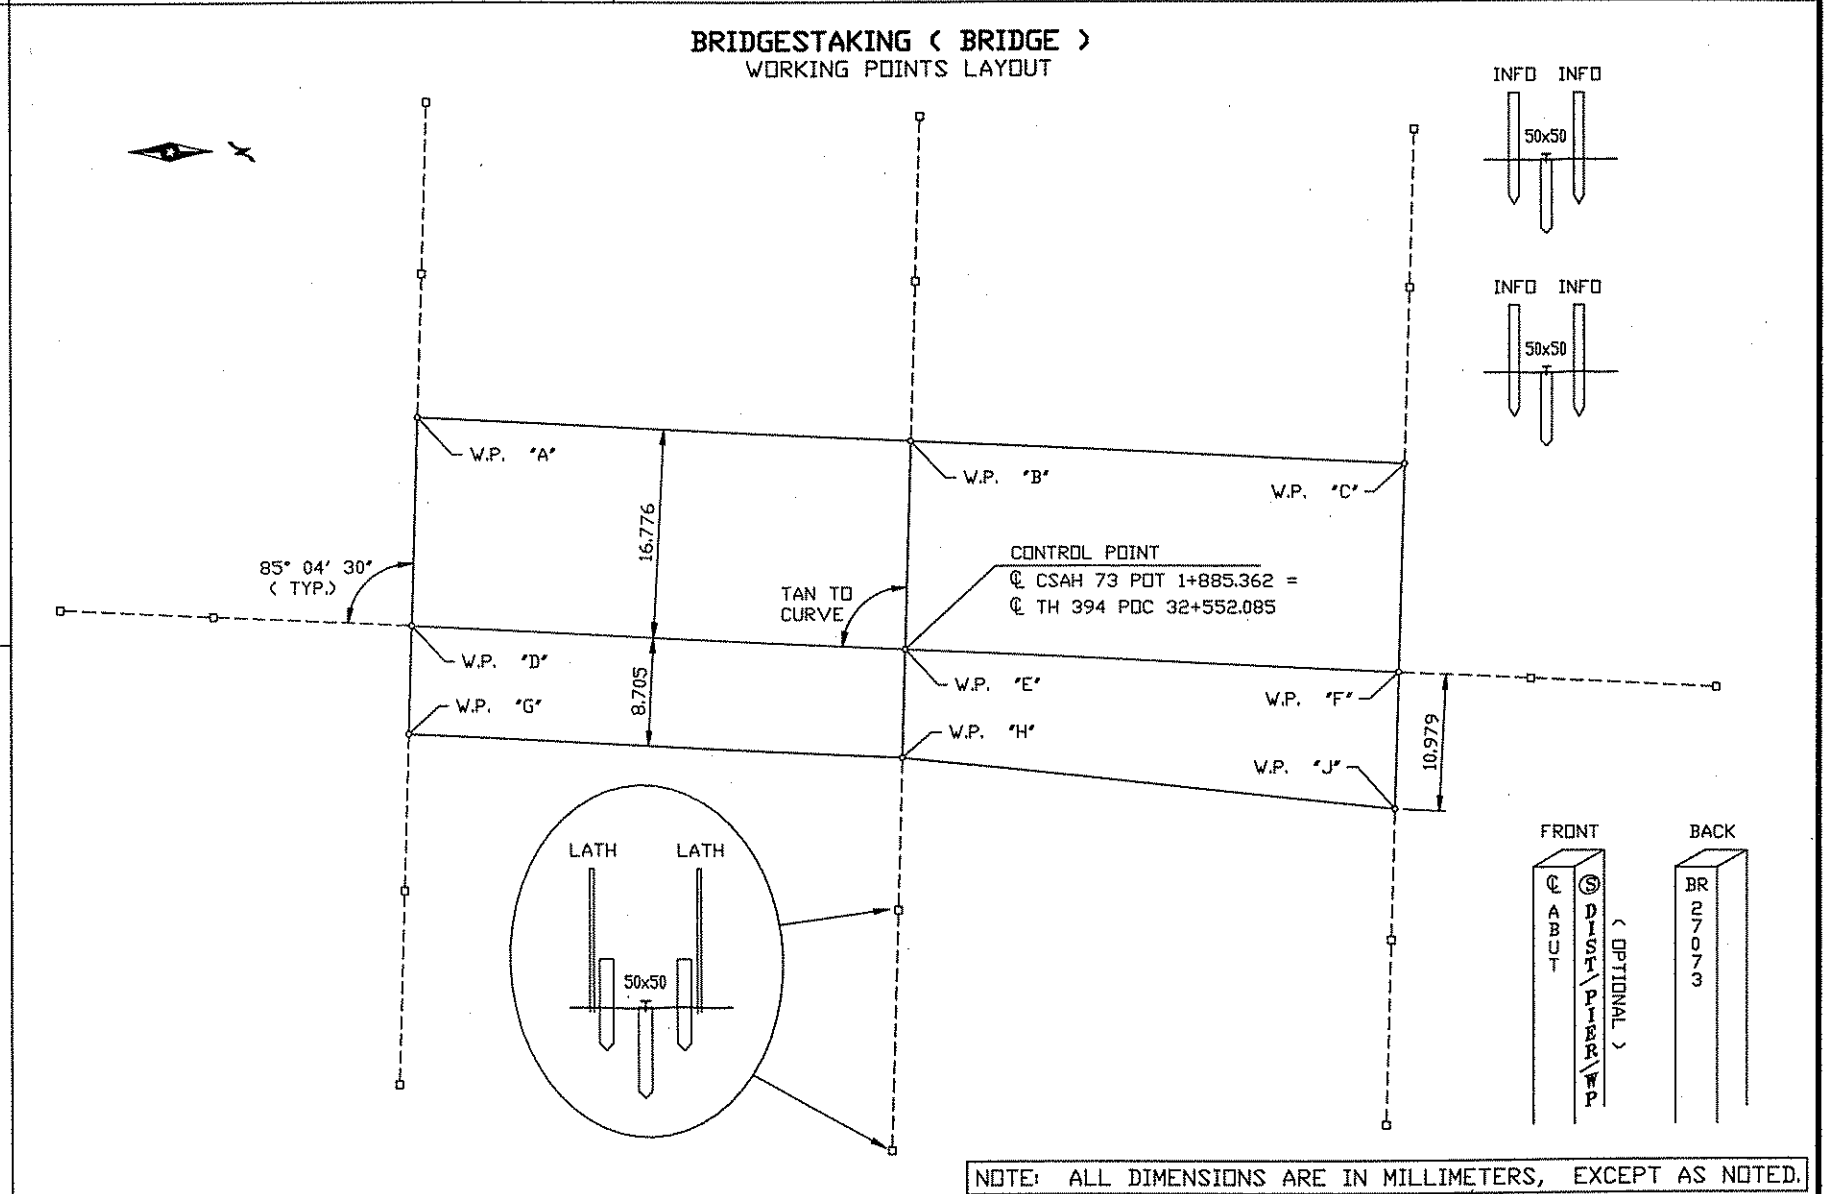 BRIDGESTAKING ( BRIDGE )
WORKING POINTS LAYOUT
INFO INFO
50x50
INFO INFO
50x50
W.P. "A"
W.P. "B"
W.P. "C"
16.776
85° 04' 30"
( TYP.)
TAN TO
CURVE
CONTROL POINT
℄ CSAH 73 POT 1+885.362 =
℄ TH 394 POC 32+552.085
W.P. "D"
W.P. "E"
W.P. "F"
8.705
W.P. "G"
W.P. "H"
W.P. "J"
10.979
LATH LATH
50x50
FRONT
BACK
℄ ABUT
Ⓢ DIST/PIER/WP
( OPTIONAL )
BR 27073
NOTE: ALL DIMENSIONS ARE IN MILLIMETERS, EXCEPT AS NOTED.